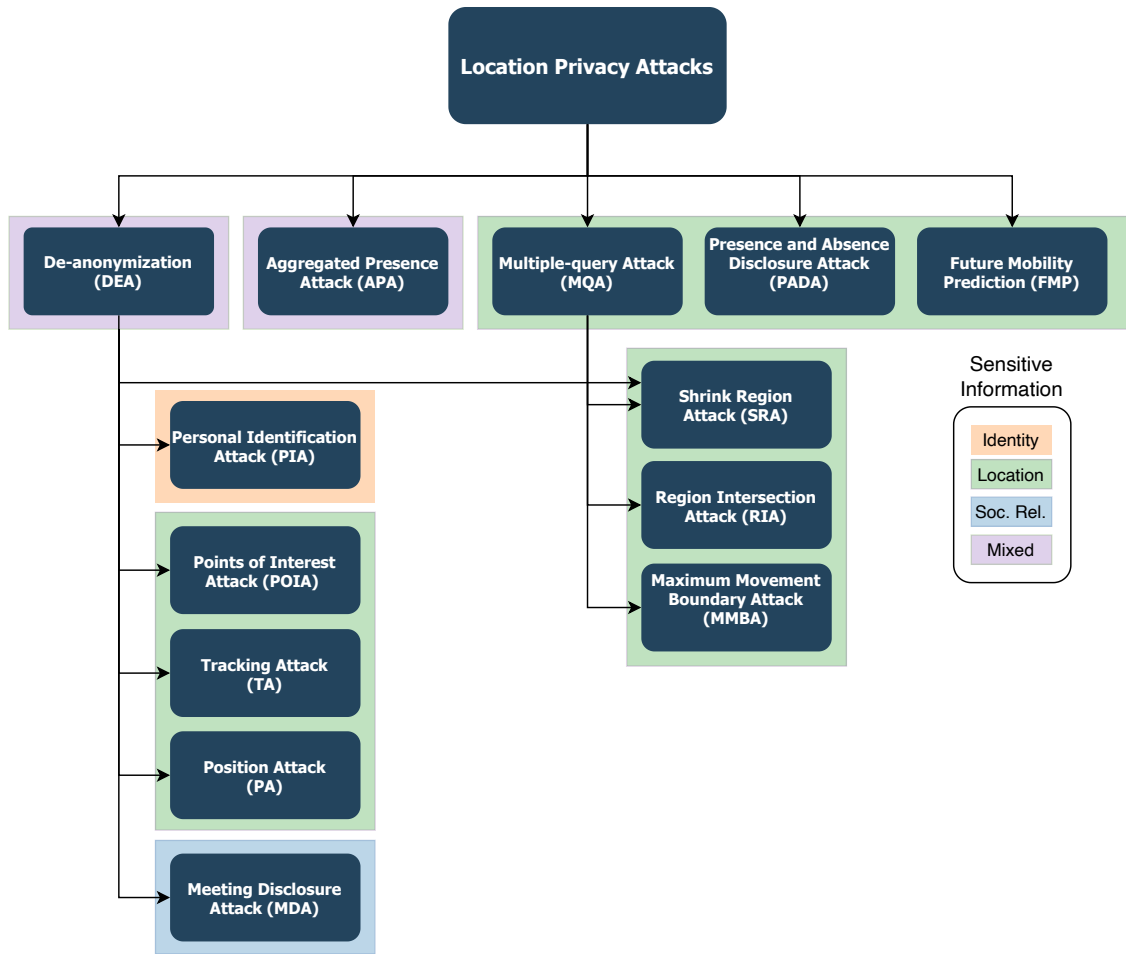 Location Privacy Attacks
De-anonymization
(DEA)
Aggregated Presence
Attack (APA)
Multiple-query Attack
(MQA)
Presence and Absence
Disclosure Attack
(PADA)
Future Mobility
Prediction (FMP)
Shrink Region
Attack (SRA)
Region Intersection
Attack (RIA)
Maximum Movement
Boundary Attack
(MMBA)
Personal Identification
Attack (PIA)
Points of Interest
Attack (POIA)
Tracking Attack
(TA)
Position Attack
(PA)
Meeting Disclosure
Attack (MDA)
Sensitive
Information
Identity
Location
Soc. Rel.
Mixed